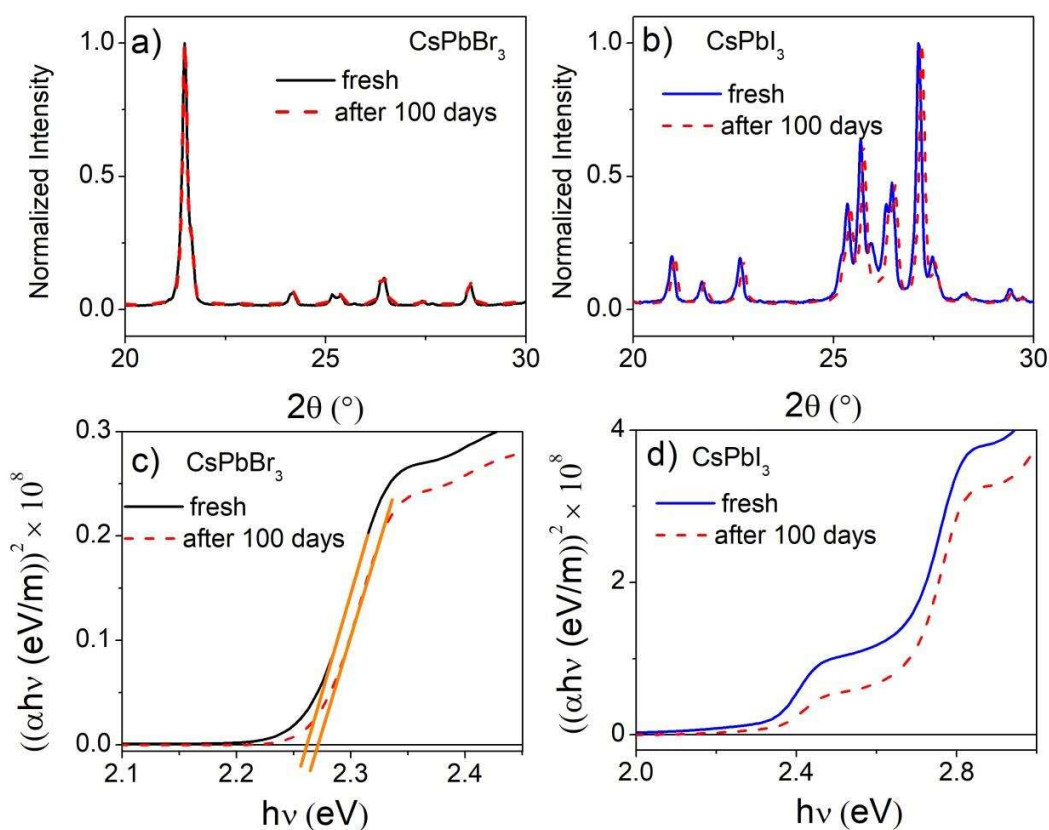 a) CsPbBr3
fresh
after 100 days
Normalized Intensity
1.0
0.5
0.0
20 25 30
2θ (°)
b) CsPbI3
fresh
after 100 days
Normalized Intensity
1.0
0.5
0.0
20 25 30
2θ (°)
c) CsPbBr3
fresh
after 100 days
((αhν (eV/m))² × 10⁸
0.3
0.2
0.1
0.0
2.1 2.2 2.3 2.4
hν (eV)
d) CsPbI3
fresh
after 100 days
((αhν (eV/m))² × 10⁸
4
2
0
2.0 2.4 2.8
hν (eV)